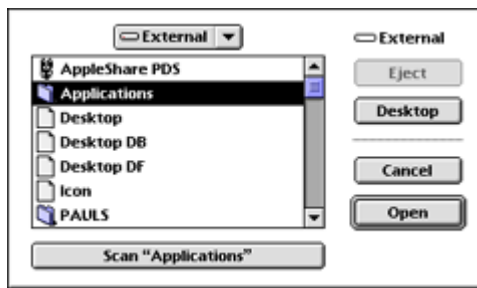 External
External
AppleShare PDS
Eject
Applications
Desktop
Desktop
Desktop DB
Desktop DF
Cancel
Icon
PAULS
Open
Scan “Applications”